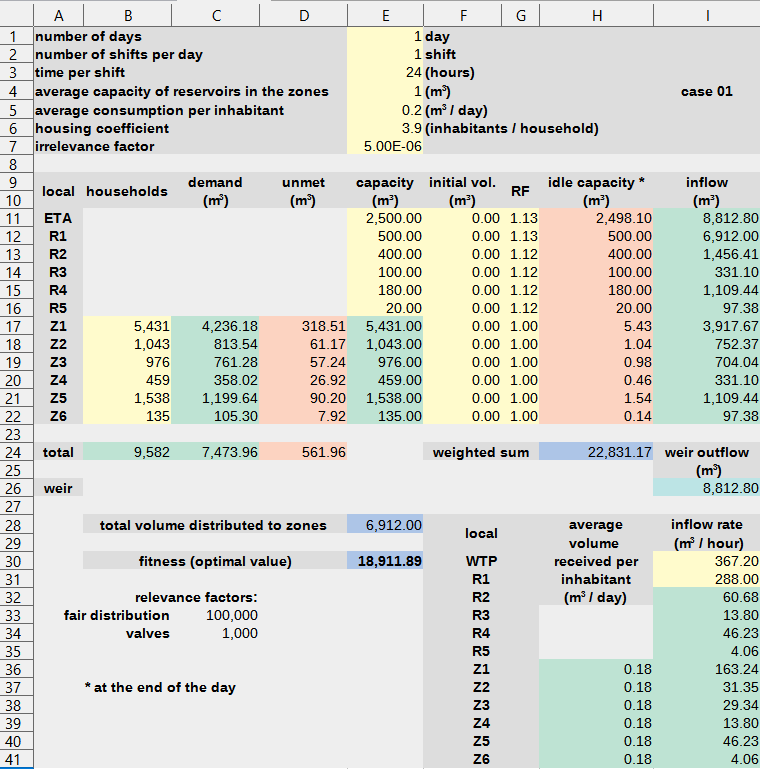 A B C D E F G H I
1 number of days 1 day
2 number of shifts per day 1 shift
3 time per shift 24 (hours)
4 average capacity of reservoirs in the zones 1 (m³) case 01
5 average consumption per inhabitant 0.2 (m³ / day)
6 housing coefficient 3.9 (inhabitants / household)
7 irrelevance factor 5.00E-06
8
9 local households demand unmet capacity initial vol. RF idle capacity * inflow
10 (m³) (m³) (m³) (m³) (m³) (m³)
11 ETA 2,500.00 0.00 1.13 2,498.10 8,812.80
12 R1 500.00 0.00 1.13 500.00 6,912.00
13 R2 400.00 0.00 1.12 400.00 1,456.41
14 R3 100.00 0.00 1.12 100.00 331.10
15 R4 180.00 0.00 1.12 180.00 1,109.44
16 R5 20.00 0.00 1.12 20.00 97.38
17 Z1 5,431 4,236.18 318.51 5,431.00 0.00 1.00 5.43 3,917.67
18 Z2 1,043 813.54 61.17 1,043.00 0.00 1.00 1.04 752.37
19 Z3 976 761.28 57.24 976.00 0.00 1.00 0.98 704.04
20 Z4 459 358.02 26.92 459.00 0.00 1.00 0.46 331.10
21 Z5 1,538 1,199.64 90.20 1,538.00 0.00 1.00 1.54 1,109.44
22 Z6 135 105.30 7.92 135.00 0.00 1.00 0.14 97.38
23
24 total 9,582 7,473.96 561.96 weighted sum 22,831.17 weir outflow
25 (m³)
26 weir 8,812.80
27
28 total volume distributed to zones 6,912.00 local average inflow rate
29 volume (m³ / hour)
30 fitness (optimal value) 18,911.89 WTP received per 367.20
31 R1 inhabitant 288.00
32 relevance factors: R2 (m³ / day) 60.68
33 fair distribution 100,000 R3 13.80
34 valves 1,000 R4 46.23
35 R5 4.06
36 Z1 0.18 163.24
37 * at the end of the day Z2 0.18 31.35
38 Z3 0.18 29.34
39 Z4 0.18 13.80
40 Z5 0.18 46.23
41 Z6 0.18 4.06